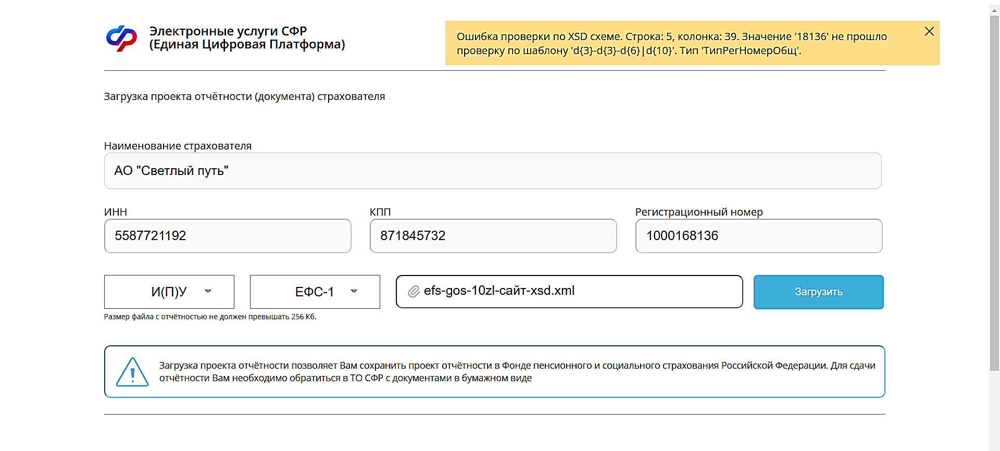 Электронные услуги СФР
(Единая Цифровая Платформа)
Ошибка проверки по XSD схеме. Строка: 5, колонка: 39. Значение '18136' не прошло
проверку по шаблону 'd{3}-d{3}-d{6}|d{10}'. Тип 'ТипРегНомерОбщ'.
Загрузка проекта отчётности (документа) страхователя
Наименование страхователя
АО "Светлый путь"
ИНН
КПП
Регистрационный номер
5587721192
871845732
1000168136
И(П)У
ЕФС-1
efs-gos-10zl-сайт-xsd.xml
Загрузить
Размер файла с отчётностью не должен превышать 256 Кб.
Загрузка проекта отчётности позволяет Вам сохранить проект отчётности в Фонде пенсионного и социального страхования Российской Федерации. Для сдачи
отчётности Вам необходимо обратиться в ТО СФР с документами в бумажном виде